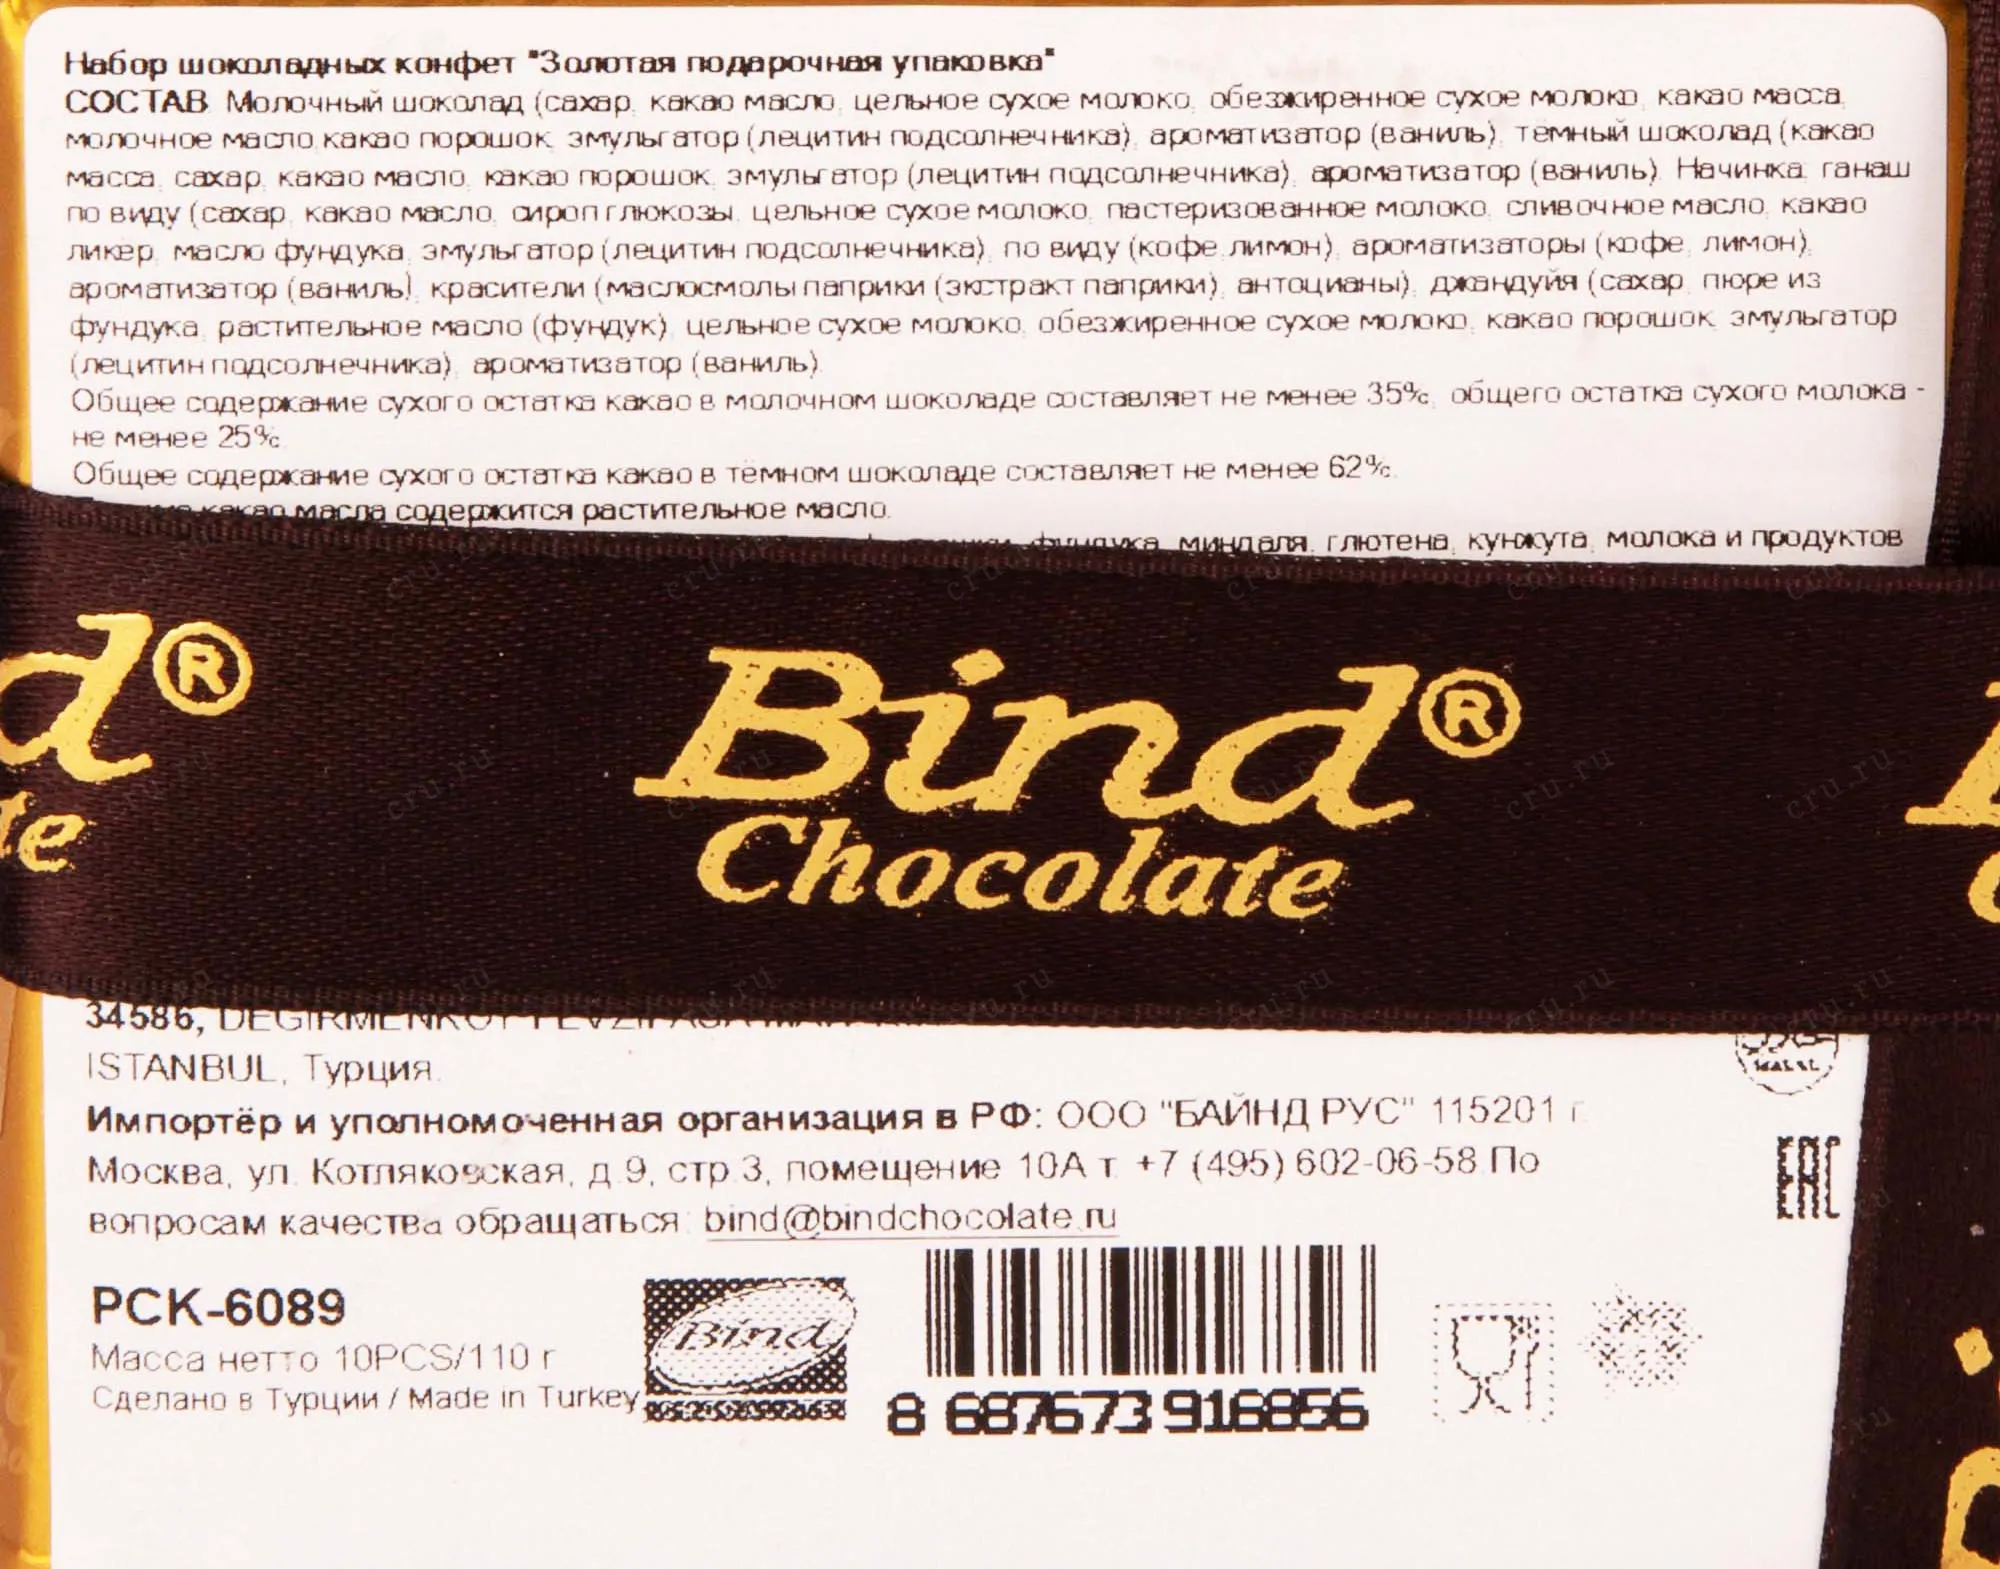 Набор шоколадных конфет "Золотая подарочная упаковка"
СОСТАВ. Молочный шоколад (сахар, какао масло, цельное сухое молоко, обезжиренное сухое молоко, какао масса,
молочное масло, какао порошок, эмульгатор (лецитин подсолнечника), ароматизатор (ваниль), тёмный шоколад (какао
масса, сахар, какао масло, какао порошок, эмульгатор (лецитин подсолнечника), ароматизатор (ваниль). Начинка: ганаш
по виду (сахар, какао масло, сироп глюкозы, цельное сухое молоко, пастеризованное молоко, сливочное масло, какао
ликер, масло фундука, эмульгатор (лецитин подсолнечника), по виду (кофе, лимон), ароматизаторы (кофе, лимон),
ароматизатор (ваниль), красители (маслосмолы паприки (экстракт паприки), антоцианы), джандуйя (сахар, пюре из
фундука, растительное масло (фундук), цельное сухое молоко, обезжиренное сухое молоко, какао порошок, эмульгатор
(лецитин подсолнечника), ароматизатор (ваниль).
Общее содержание сухого остатка какао в молочном шоколаде составляет не менее 35%, общего остатка сухого молока -
не менее 25%.
Общее содержание сухого остатка какао в тёмном шоколаде составляет не менее 62%.
какао масла содержится растительное масло.
фундука, миндаля, глютена, кунжута, молока и продуктов
Bind®
Chocolate
34586, DEGIRMENKOY FEVZIPASA
ISTANBUL, Турция.
Импортёр и уполномоченная организация в РФ: ООО "БАЙНД РУС" 115201 г.
Москва, ул. Котляковская, д.9, стр.3, помещение 10А т. +7 (495) 602-06-58 По
вопросам качества обращаться: bind@bindchocolate.ru
PCK-6089
Масса нетто 10PCS/110 г
Сделано в Турции / Made in Turkey
Bind
8 687673 916856
HALAL
EAC
cru.ru